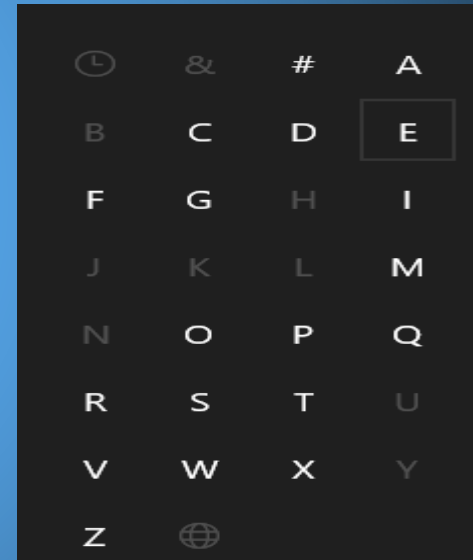 & # A
B C D E
F G H I
J K L M
N O P Q
R S T U
V W X Y
Z